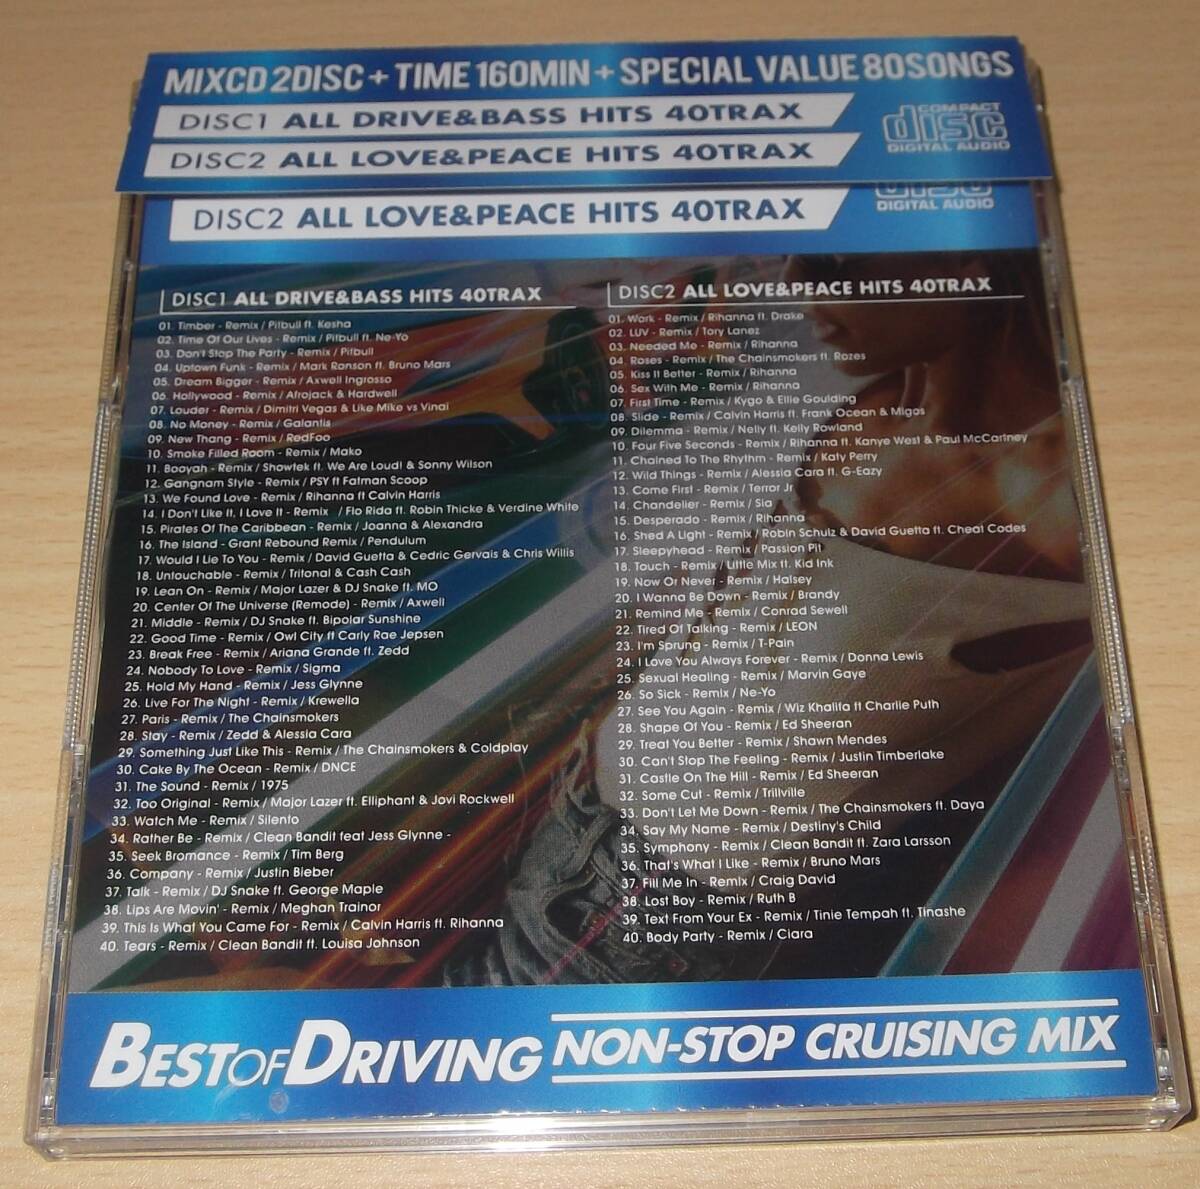 MIXCD 2DISC + TIME 160MIN + SPECIAL VALUE 80SONGS
DISC1 ALL DRIVE&BASS HITS 40TRAX
DISC2 ALL LOVE&PEACE HITS 40TRAX
COMPACT
disc
DIGITAL AUDIO
DISC2 ALL LOVE&PEACE HITS 40TRAX
DIGITAL AUDIO
DISC1 ALL DRIVE&BASS HITS 40TRAX
01. Timber - Remix / Pitbull ft. Kesha
02. Time Of Our Lives - Remix / Pitbull ft. Ne-Yo
03. Don't Stop The Party - Remix / Pitbull
04. Uptown Funk - Remix / Mark Ronson ft. Bruno Mars
05. Dream Bigger - Remix / Axwell Ingrosso
06. Hollywood - Remix / Afrojack & Hardwell
07. Louder - Remix / Dimitri Vegas & Like Mike vs Vinai
08. No Money - Remix / Galantis
09. New Thang - Remix / RedFoo
10. Smoke Filled Room - Remix / Mako
11. Booyah - Remix / Showtek ft. We Are Loud! & Sonny Wilson
12. Gangnam Style - Remix / PSY ft Fatman Scoop
13. We Found Love - Remix / Rihanna ft Calvin Harris
14. I Don't Like It, I Love It - Remix / Flo Rida ft. Robin Thicke & Verdine White
15. Pirates Of The Caribbean - Remix / Joanna & Alexandra
16. The Island - Grant Rebound Remix / Pendulum
17. Would I Lie To You - Remix / David Guetta & Cedric Gervais & Chris Willis
18. Untouchable - Remix / Tritonal & Cash Cash
19. Lean On - Remix / Major Lazer & DJ Snake ft. MO
20. Center Of The Universe (Remode) - Remix / Axwell
21. Middle - Remix / DJ Snake ft. Bipolar Sunshine
22. Good Time - Remix / Owl City ft Carly Rae Jepsen
23. Break Free - Remix / Ariana Grande ft. Zedd
24. Nobody To Love - Remix / Sigma
25. Hold My Hand - Remix / Jess Glynne
26. Live For The Night - Remix / Krewella
27. Paris - Remix / The Chainsmokers
28. Stay - Remix / Zedd & Alessia Cara
29. Something Just Like This - Remix / The Chainsmokers & Coldplay
30. Cake By The Ocean - Remix / DNCE
31. The Sound - Remix / 1975
32. Too Original - Remix / Major Lazer ft. Elliphant & Jovi Rockwell
33. Watch Me - Remix / Silento
34. Rather Be - Remix / Clean Bandit feat Jess Glynne -
35. Seek Bromance - Remix / Tim Berg
36. Company - Remix / Justin Bieber
37. Talk - Remix / DJ Snake ft. George Maple
38. Lips Are Movin' - Remix / Meghan Trainor
39. This Is What You Came For - Remix / Calvin Harris ft. Rihanna
40. Tears - Remix / Clean Bandit ft. Louisa Johnson
DISC2 ALL LOVE&PEACE HITS 40TRAX
01. Work - Remix / Rihanna ft. Drake
02. LUV - Remix / Tory Lanez
03. Needed Me - Remix / Rihanna
04. Roses - Remix / The Chainsmokers ft. Rozes
05. Kiss It Better - Remix / Rihanna
06. Sex With Me - Remix / Rihanna
07. First Time - Remix / Kygo & Ellie Goulding
08. Slide - Remix / Calvin Harris ft. Frank Ocean & Migos
09. Dilemma - Remix / Nelly ft. Kelly Rowland
10. Four Five Seconds - Remix / Rihanna ft. Kanye West & Paul McCartney
11. Chained To The Rhythm - Remix / Katy Perry
12. Wild Things - Remix / Alessia Cara ft. G-Eazy
13. Come First - Remix / Terror Jr
14. Chandelier - Remix / Sia
15. Desperado - Remix / Rihanna
16. Shed A Light - Remix / Robin Schulz & David Guetta ft. Cheat Codes
17. Sleepyhead - Remix / Passion Pit
18. Touch - Remix / Little Mix ft. Kid Ink
19. Now Or Never - Remix / Halsey
20. I Wanna Be Down - Remix / Brandy
21. Remind Me - Remix / Conrad Sewell
22. Tired Of Talking - Remix / LEON
23. I'm Sprung - Remix / T-Pain
24. I Love You Always Forever - Remix / Donna Lewis
25. Sexual Healing - Remix / Marvin Gaye
26. So Sick - Remix / Ne-Yo
27. See You Again - Remix / Wiz Khalifa ft Charlie Puth
28. Shape Of You - Remix / Ed Sheeran
29. Treat You Better - Remix / Shawn Mendes
30. Can't Stop The Feeling - Remix / Justin Timberlake
31. Castle On The Hill - Remix / Ed Sheeran
32. Some Cut - Remix / Trillville
33. Don't Let Me Down - Remix / The Chainsmokers ft. Daya
34. Say My Name - Remix / Destiny's Child
35. Symphony - Remix / Clean Bandit ft. Zara Larsson
36. That's What I Like - Remix / Bruno Mars
37. Fill Me In - Remix / Craig David
38. Lost Boy - Remix / Ruth B
39. Text From Your Ex - Remix / Tinie Tempah ft. Tinashe
40. Body Party - Remix / Ciara
BEST OF DRIVING NON-STOP CRUISING MIX